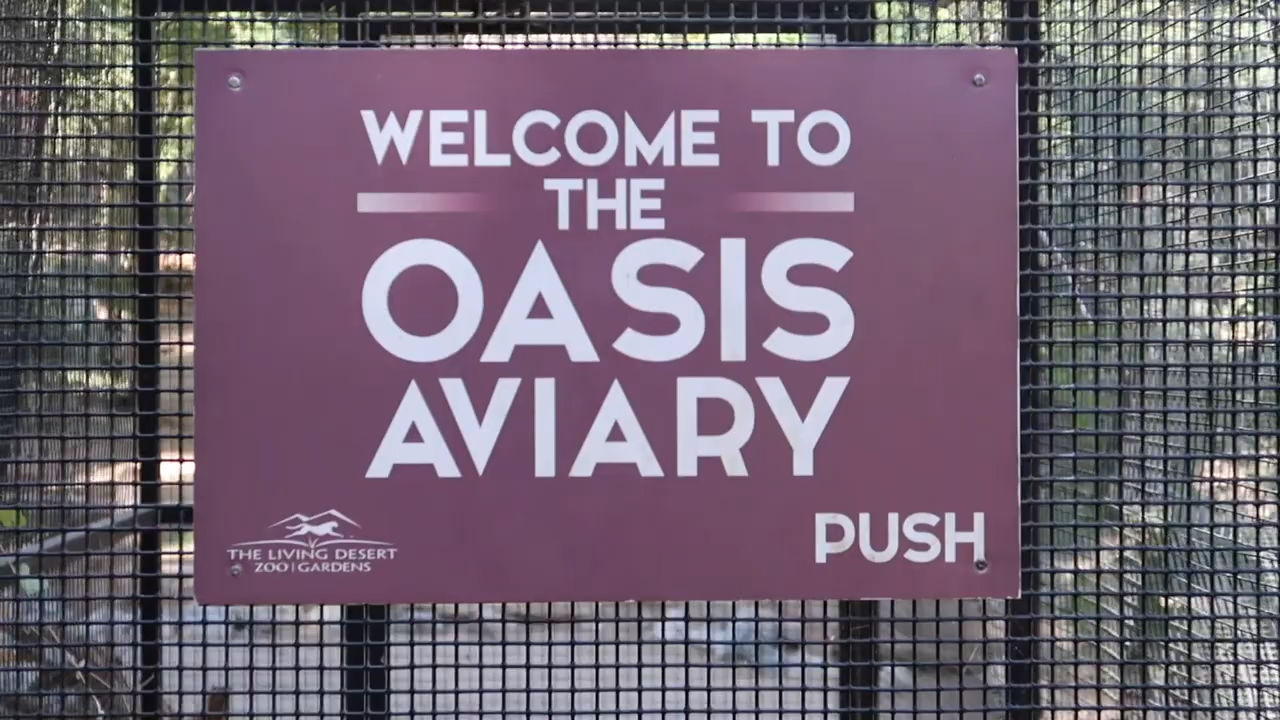 WELCOME TO
THE
OASIS
AVIARY
PUSH
THE LIVING DESERT
ZOO | GARDENS